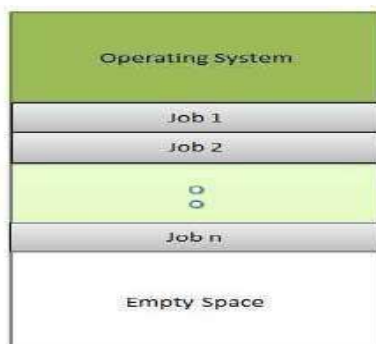 Operating System
Job 1
Job 2
Job n
Empty Space